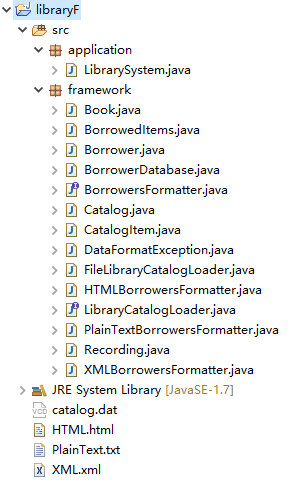 libraryF
src
application
LibrarySystem.java
framework
Book.java
BorrowedItems.java
Borrower.java
BorrowerDatabase.java
BorrowersFormatter.java
Catalog.java
CatalogItem.java
DataFormatException.java
FileLibraryCatalogLoader.java
HTMLBorrowersFormatter.java
LibraryCatalogLoader.java
PlainTextBorrowersFormatter.java
Recording.java
XMLBorrowersFormatter.java
JRE System Library [JavaSE-1.7]
catalog.dat
HTML.html
PlainText.txt
XML.xml